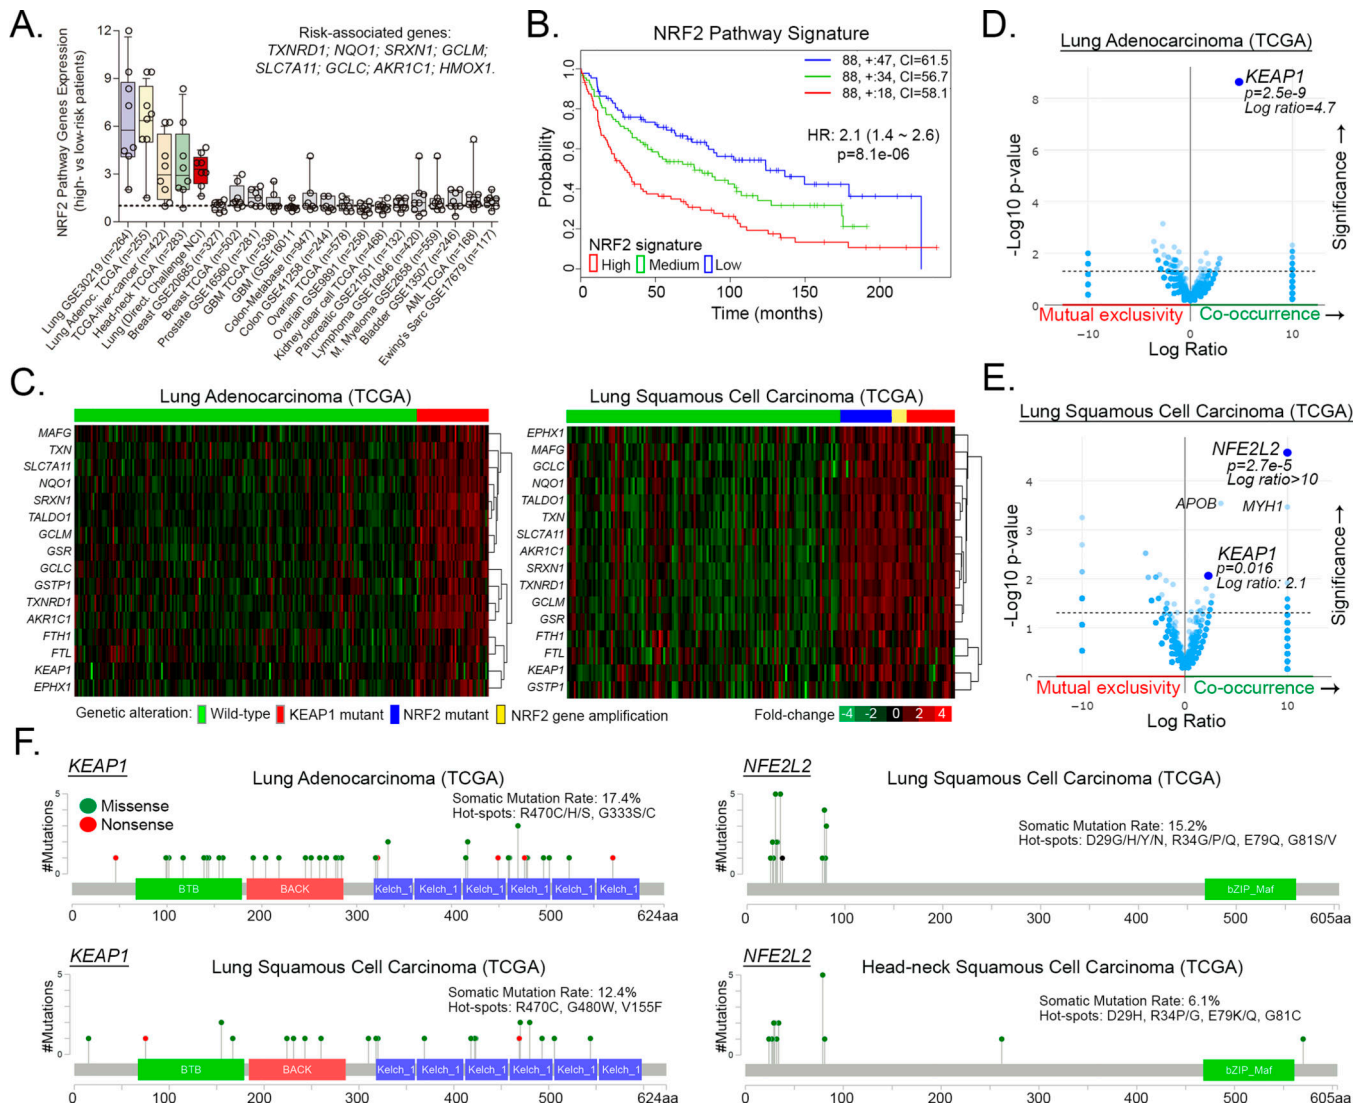 A.
Risk-associated genes:
TXNRD1; NQO1; SRXN1; GCLM;
SLC7A11; GCLC; AKR1C1; HMOX1.
NRF2 Pathway Genes Expression
(high- vs low-risk patients)
12
9
6
3
0
Lung GSE30219 (n=264)
Lung Adenoc. TCGA (n=255)
TCGA-liver-cancer (n=422)
Head-neck TCGA (n=283)
Lung (Direct. Challenge NCI)
Breast GSE20685 (n=327)
Breast TCGA (n=502)
Prostate GSE16560 (n=281)
GBM TCGA (n=538)
GBM (GSE16011
Colon-Metabase (n=947)
Colon GSE41258 (n=244)
Ovarian TCGA (n=578)
Ovarian GSE9891 (n=258)
Kidney clear cell TCGA (n=469)
Pancreatic GSE21501 (n=132)
Lymphoma GSE10846 (n=420)
M. Myeloma GSE2658 (n=559)
Bladder GSE13507 (n=246)
AML TCGA (n=168)
Ewing's Sarc GSE17679 (n=117)
B.
NRF2 Pathway Signature
88, +:47, CI=61.5
88, +:34, CI=56.7
88, +:18, CI=58.1
HR: 2.1 (1.4 ~ 2.6)
p=8.1e-06
Probability
1.0
0.8
0.6
0.4
0.2
0
NRF2 signature
High Medium Low
0 50 100 150 200
Time (months)
C.
Lung Adenocarcinoma (TCGA)
MAFG
TXN
SLC7A11
NQO1
SRXN1
TALDO1
GCLM
GSR
GCLC
GSTP1
TXNRD1
AKR1C1
FTH1
FTL
KEAP1
EPHX1
Lung Squamous Cell Carcinoma (TCGA)
EPHX1
MAFG
GCLC
NQO1
TALDO1
TXN
SLC7A11
AKR1C1
SRXN1
TXNRD1
GCLM
GSR
FTH1
FTL
KEAP1
GSTP1
Genetic alteration: Wild-type KEAP1 mutant NRF2 mutant NRF2 gene amplification
Fold-change -4 -2 0 2 4
D.
Lung Adenocarcinoma (TCGA)
KEAP1
p=2.5e-9
Log ratio=4.7
-Log10 p-value
8
6
4
2
0
Significance →
Mutual exclusivity Co-occurrence →
-10 0 10
Log Ratio
E.
Lung Squamous Cell Carcinoma (TCGA)
NFE2L2
p=2.7e-5
Log ratio>10
APOB MYH1
KEAP1
p=0.016
Log ratio: 2.1
-Log10 p-value
4
3
2
1
0
Significance →
Mutual exclusivity Co-occurrence →
-10 0 10
Log Ratio
F.
KEAP1
Lung Adenocarcinoma (TCGA)
Missense
Nonsense
Somatic Mutation Rate: 17.4%
Hot-spots: R470C/H/S, G333S/C
#Mutations
5
0
BTB BACK Kelch_1 Kelch_1 Kelch_1 Kelch_1 Kelch_1 Kelch_1
0 100 200 300 400 500 624aa
NFE2L2
Lung Squamous Cell Carcinoma (TCGA)
Somatic Mutation Rate: 15.2%
Hot-spots: D29G/H/Y/N, R34G/P/Q, E79Q, G81S/V
#Mutations
5
0
bZIP_Maf
0 100 200 300 400 500 605aa
KEAP1
Lung Squamous Cell Carcinoma (TCGA)
Somatic Mutation Rate: 12.4%
Hot-spots: R470C, G480W, V155F
#Mutations
5
0
BTB BACK Kelch_1 Kelch_1 Kelch_1 Kelch_1 Kelch_1 Kelch_1
0 100 200 300 400 500 624aa
NFE2L2
Head-neck Squamous Cell Carcinoma (TCGA)
Somatic Mutation Rate: 6.1%
Hot-spots: D29H, R34P/G, E79K/Q, G81C
#Mutations
5
0
bZIP_Maf
0 100 200 300 400 500 605aa